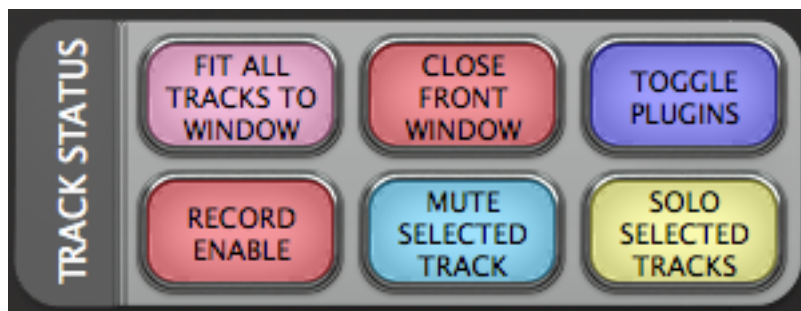 TRACK STATUS
FIT ALL
TRACKS TO
WINDOW
CLOSE
FRONT
WINDOW
TOGGLE
PLUGINS
RECORD
ENABLE
MUTE
SELECTED
TRACK
SOLO
SELECTED
TRACKS